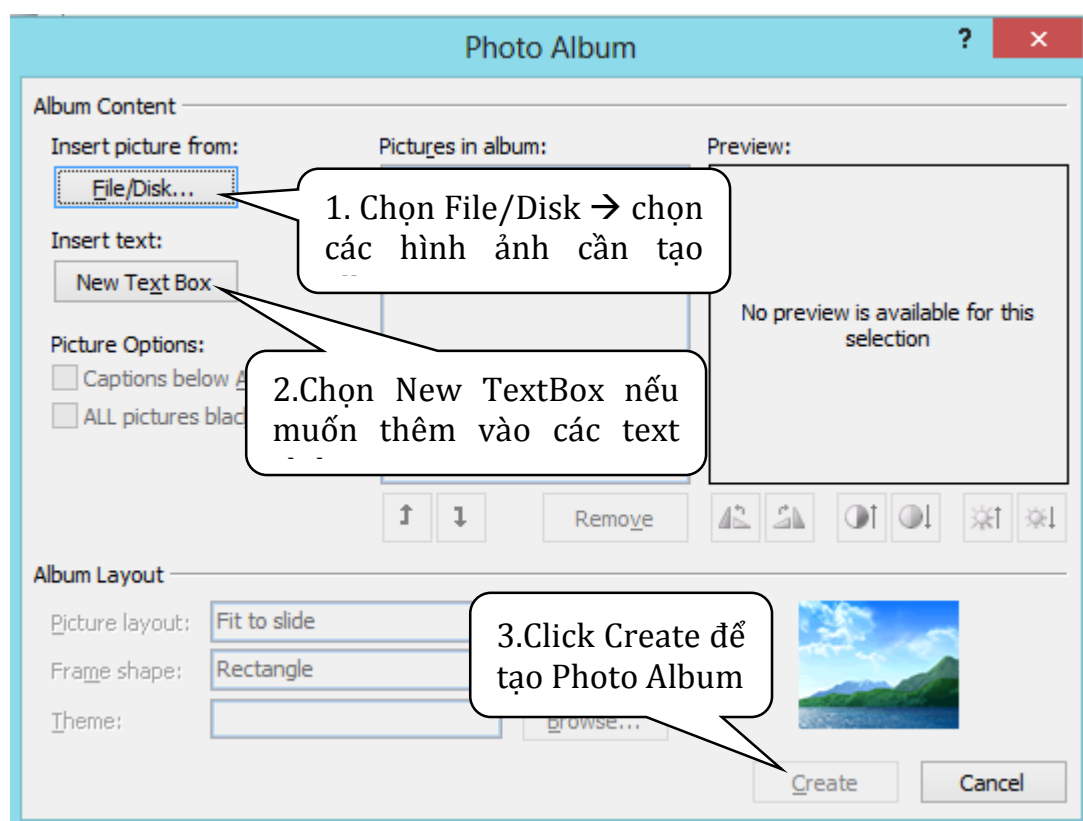 Photo Album
?
Album Content
Insert picture from:
Pictures in album:
Preview:
File/Disk...
1. Chọn File/Disk → chọn
các hình ảnh cần tạo
Insert text:
New Text Box
No preview is available for this
selection
Picture Options:
Captions below
2.Chọn New TextBox nếu
muốn thêm vào các text
ALL pictures
Remove
Album Layout
Picture layout:
Fit to slide
3.Click Create để
tạo Photo Album
Frame shape:
Rectangle
Theme:
Browse...
Create
Cancel